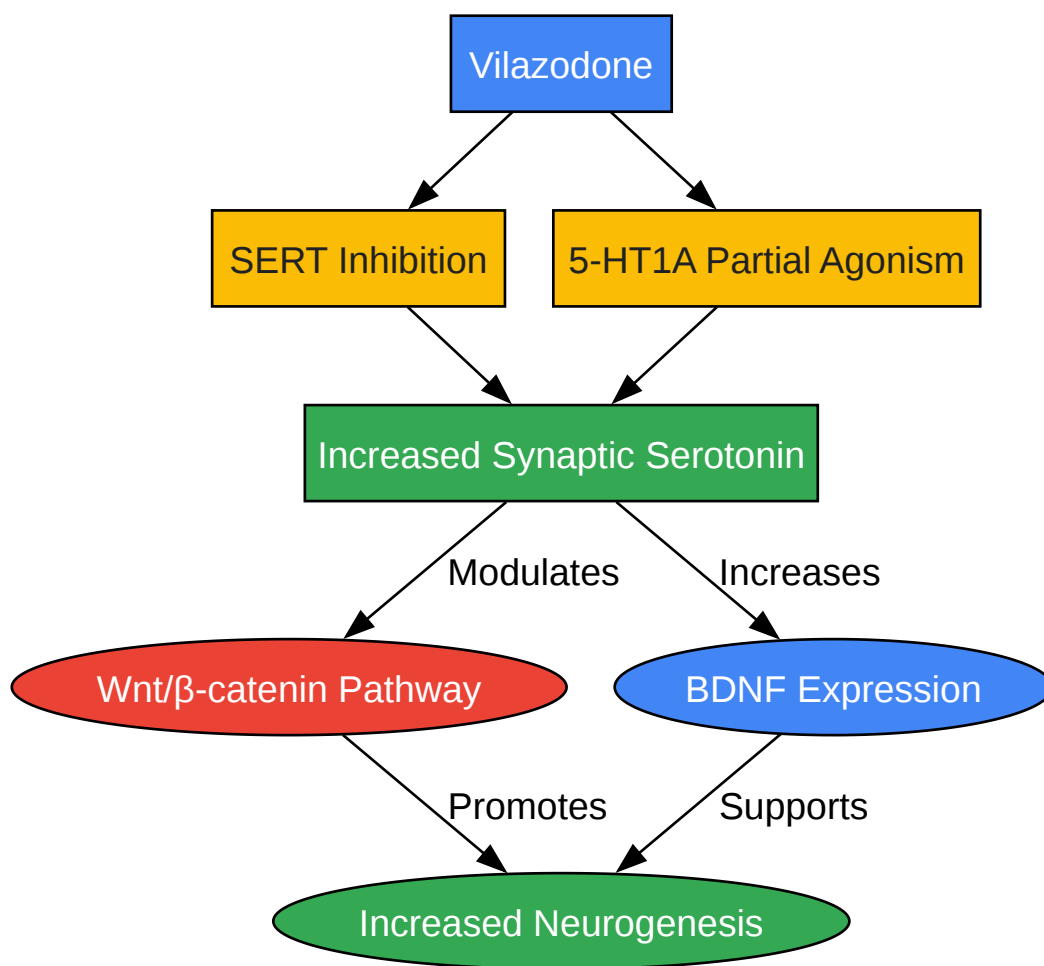 Vilazodone
SERT Inhibition
5-HT1A Partial Agonism
Increased Synaptic Serotonin
Modulates
Increases
Wnt/β-catenin Pathway
BDNF Expression
Promotes
Supports
Increased Neurogenesis